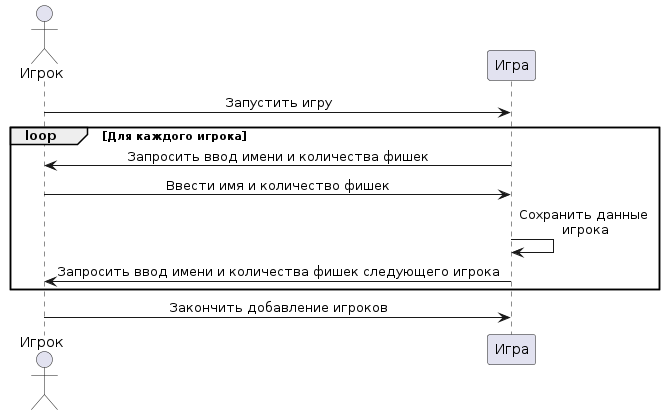 Игрок
Игра
Запустить игру
loop
[Для каждого игрока]
Запросить ввод имени и количества фишек
Ввести имя и количество фишек
Сохранить данные
игрока
Запросить ввод имени и количества фишек следующего игрока
Закончить добавление игроков
Игрок
Игра